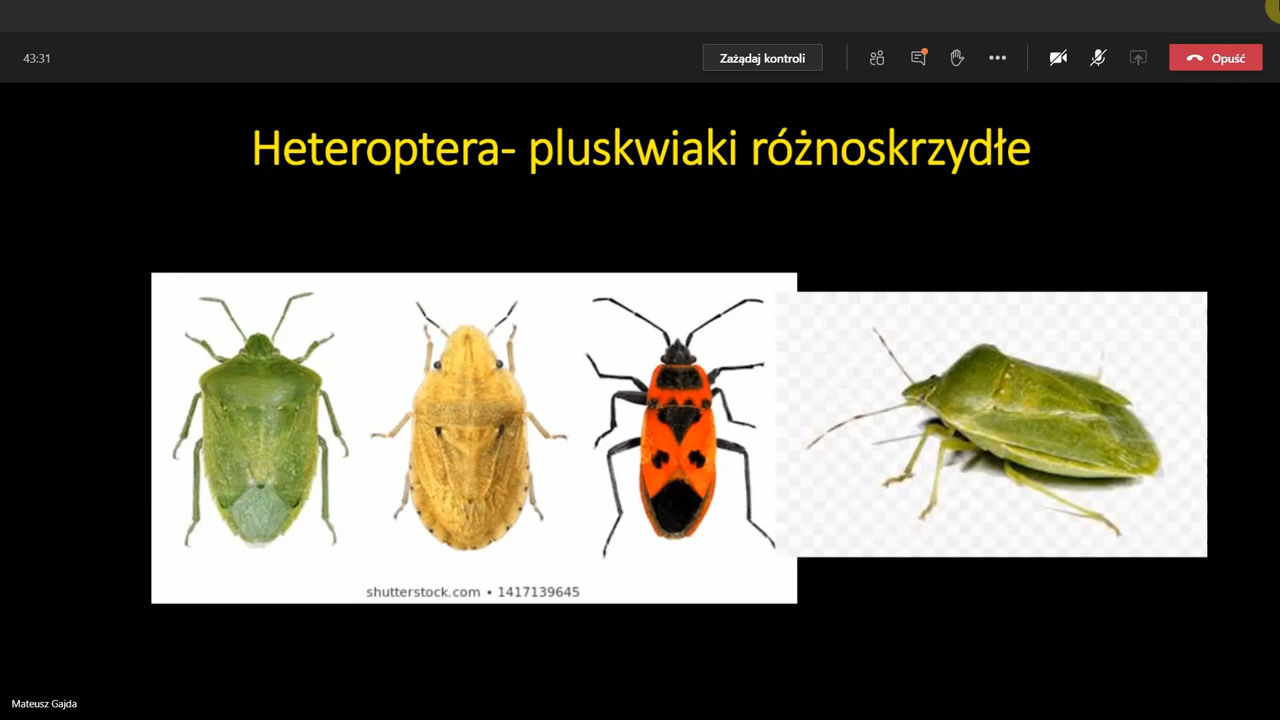 43:31
Zażądaj kontroli
Opuść
Heteroptera- pluskwiaki różnoskrzydłe
shutterstock.com • 1417139645
Mateusz Gajda